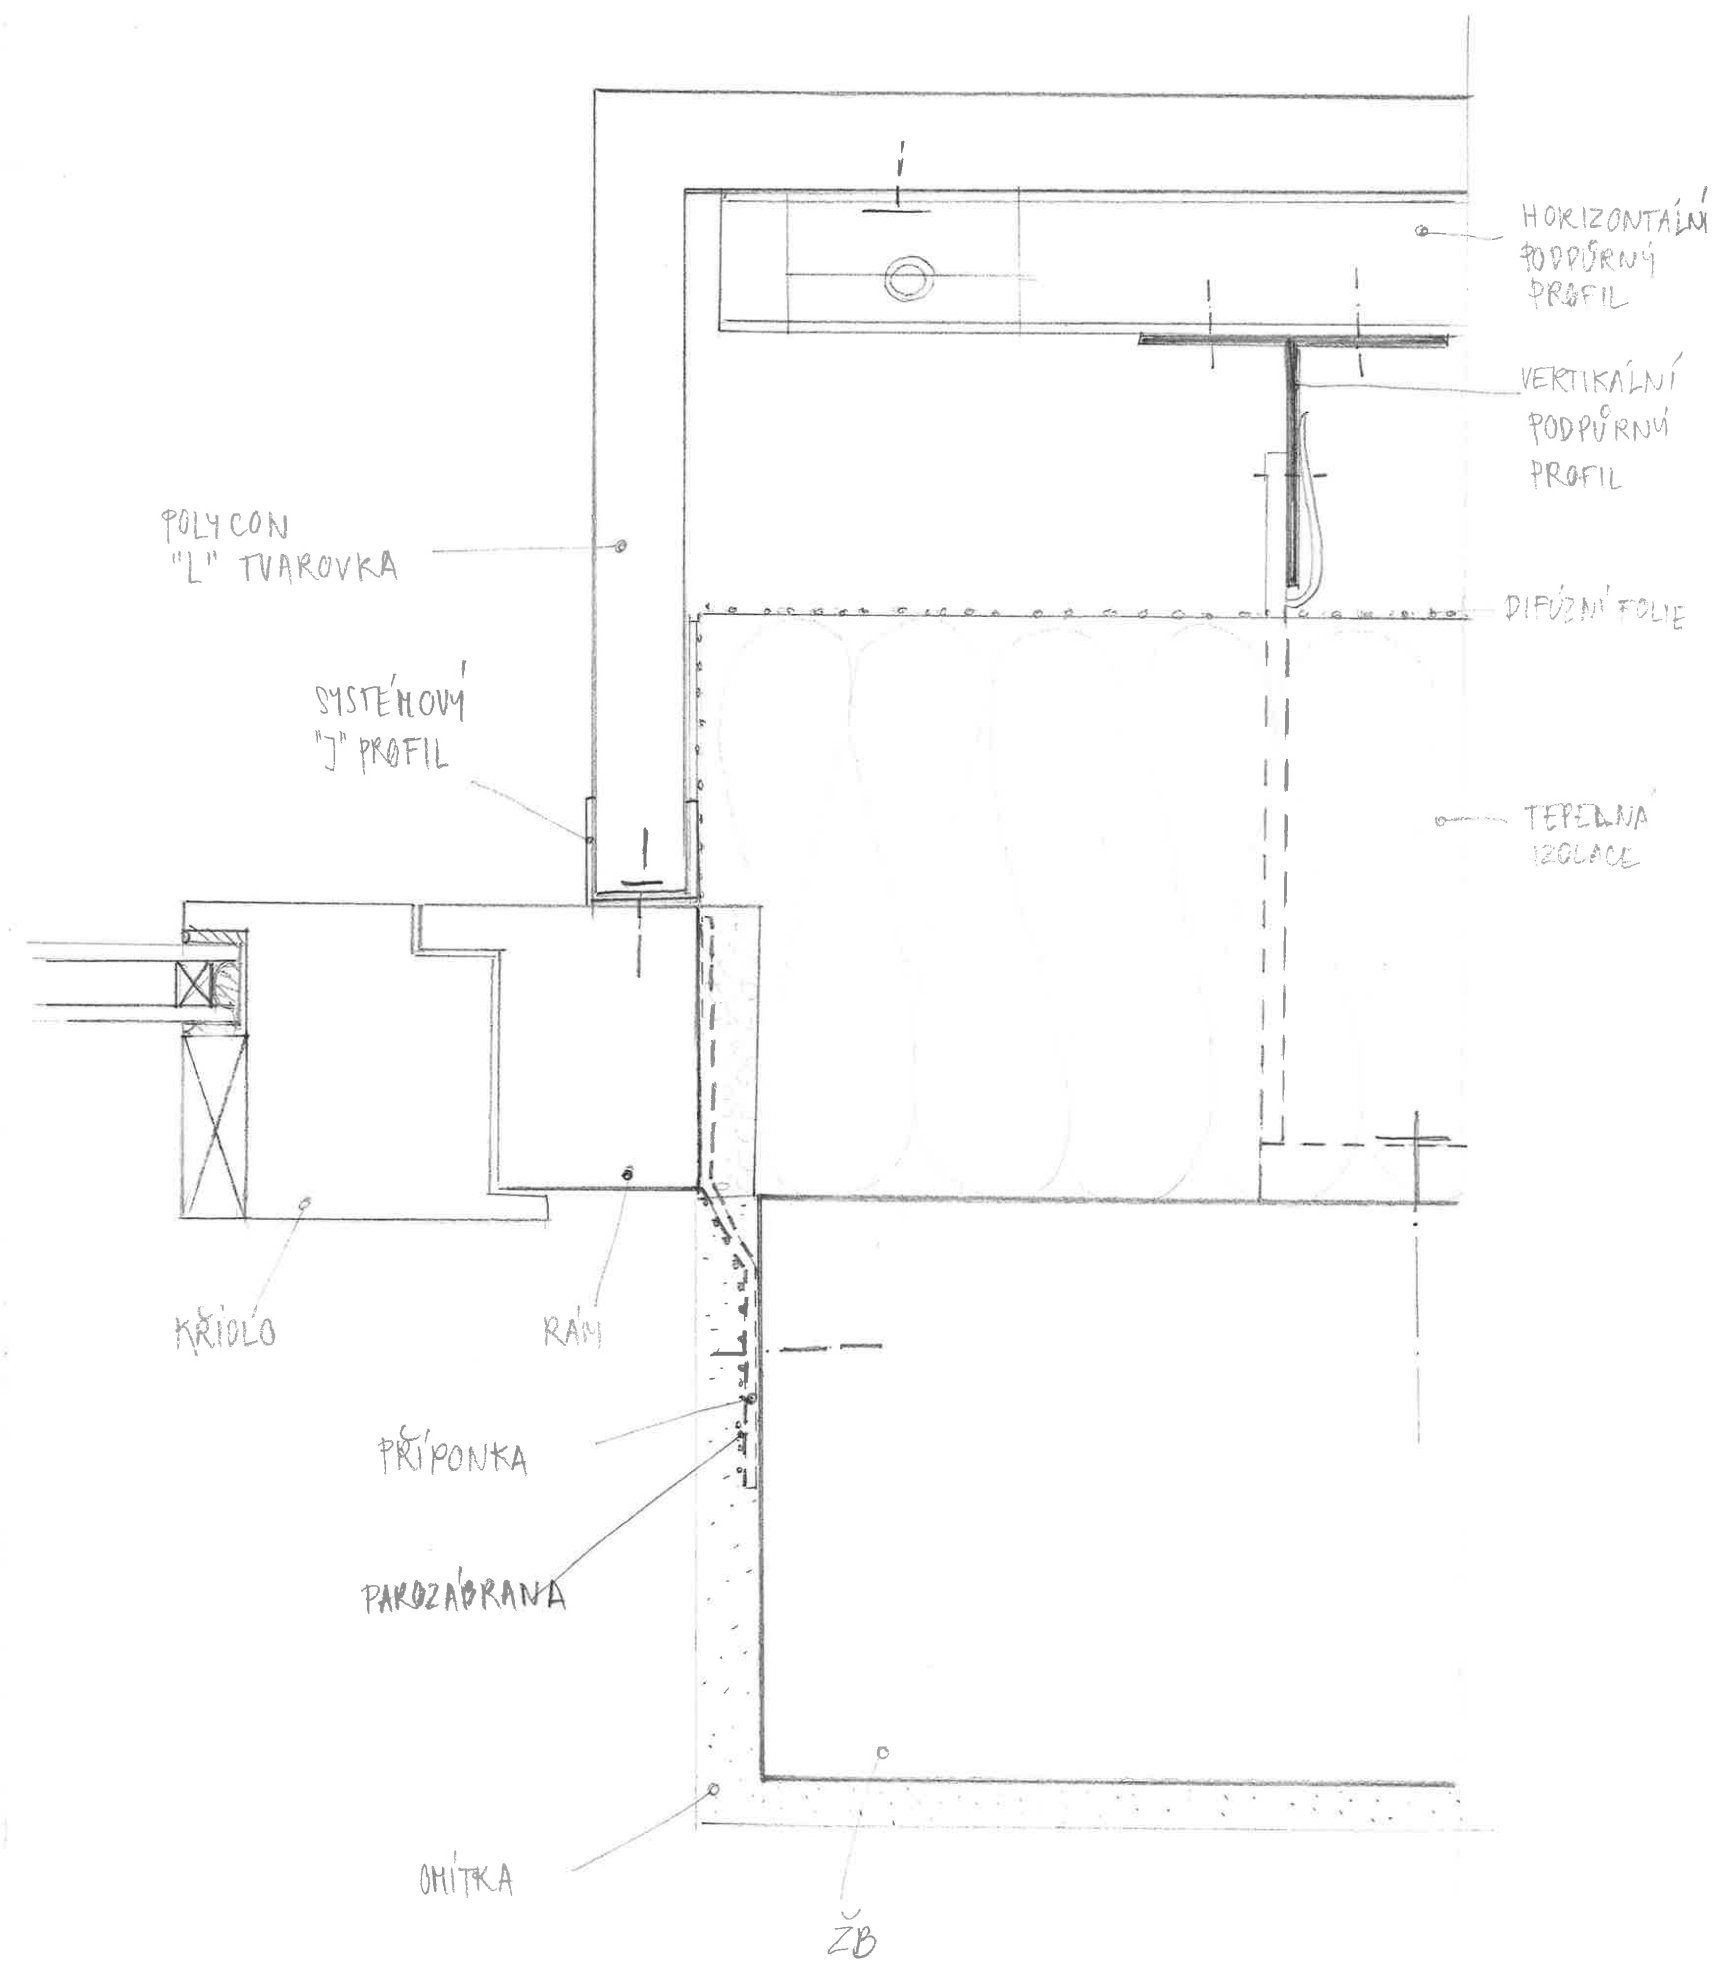 HORIZONTÁLNÍ
PODPŮRNÝ
PROFIL
VERTIKÁLNÍ
PODPŮRNÝ
PROFIL
POLYCON
"L" TVAROVKA
DIFÚZNÍ FOLIE
SYSTÉMOVÝ
"J" PROFIL
TEPELNÁ
IZOLACE
KŘÍDLO
RÁM
PŘÍPONKA
PAROZÁBRANA
OMÍTKA
ŽB